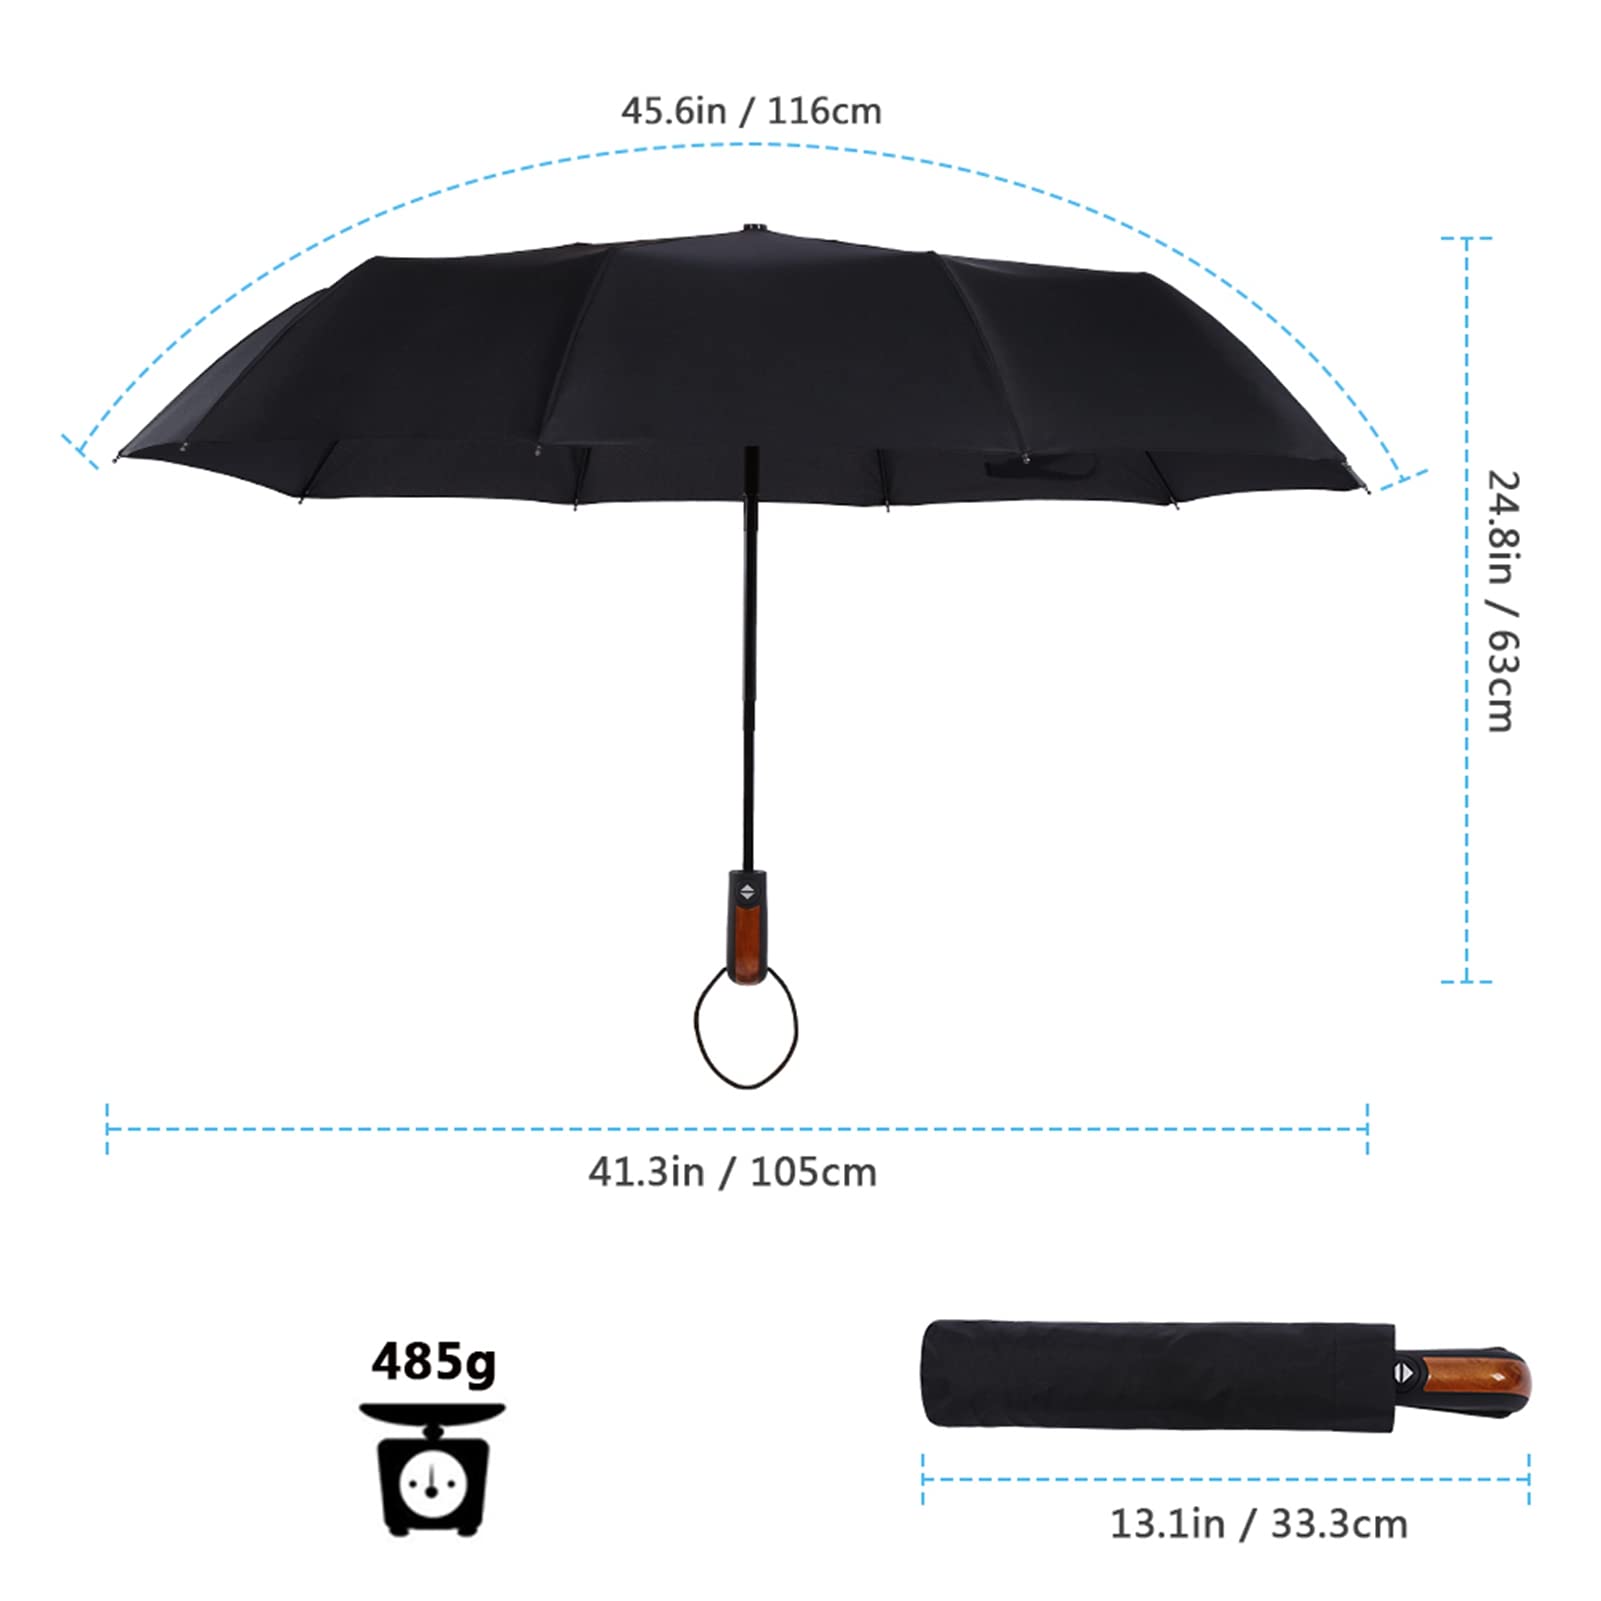 45.6in / 116cm
24.8in / 63cm
41.3in / 105cm
485g
13.1in / 33.3cm